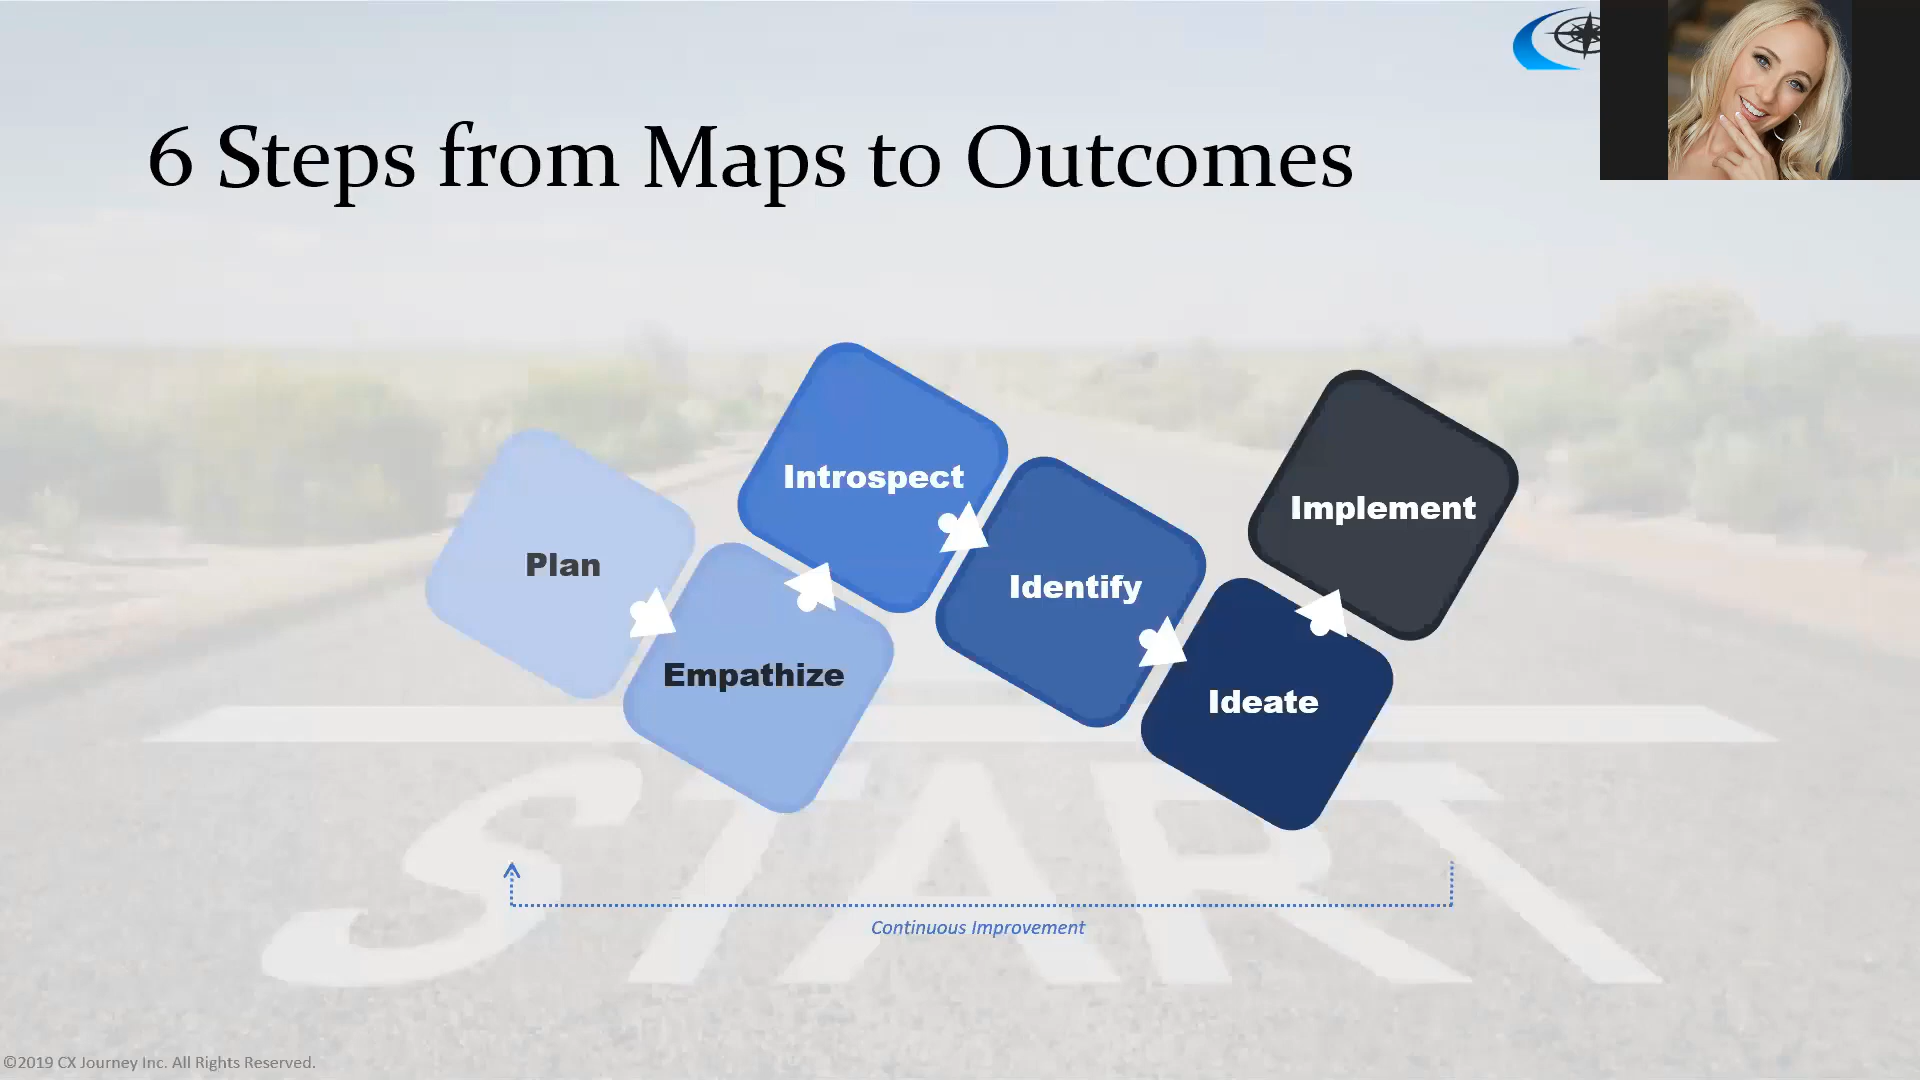 6 Steps from Maps to Outcomes
Introspect
Implement
Plan
Identify
Empathize
Ideate
START
Continuous Improvement
©2019 CX Journey Inc. All Rights Reserved.